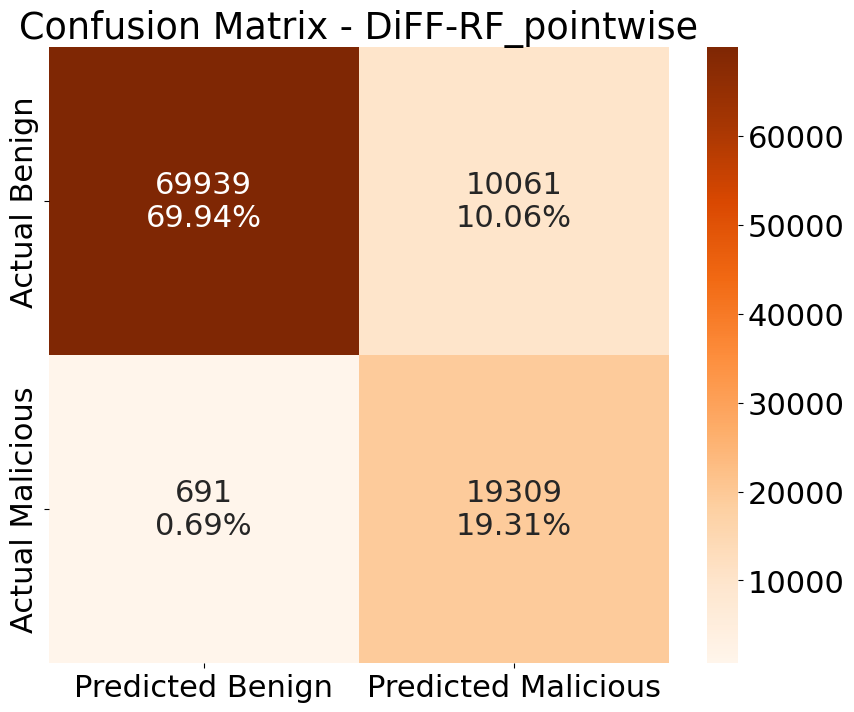 Confusion Matrix - DiFF-RF_pointwise
Actual Benign
69939
69.94%
10061
10.06%
Actual Malicious
691
0.69%
19309
19.31%
Predicted Benign
Predicted Malicious
60000
50000
40000
30000
20000
10000